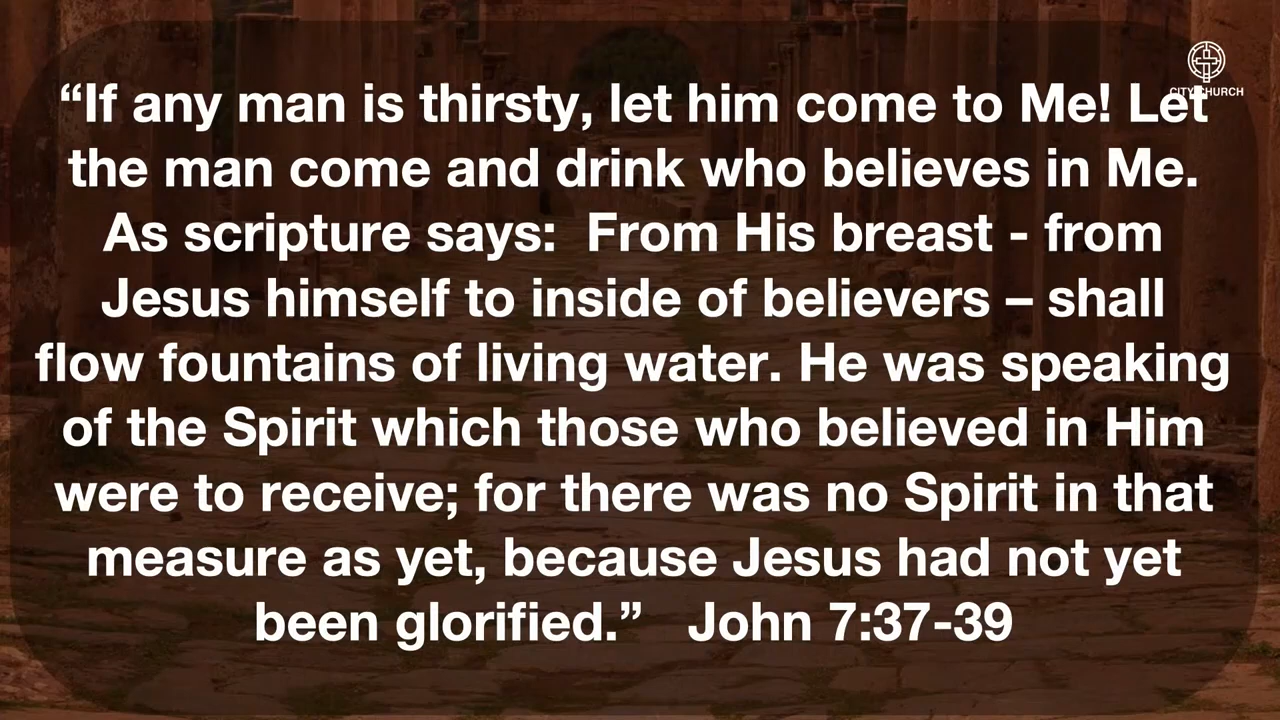 “If any man is thirsty, let him come to Me! Let
the man come and drink who believes in Me.
As scripture says:  From His breast - from
Jesus himself to inside of believers – shall
flow fountains of living water. He was speaking
of the Spirit which those who believed in Him
were to receive; for there was no Spirit in that
measure as yet, because Jesus had not yet
been glorified.”   John 7:37-39
CITY CHURCH